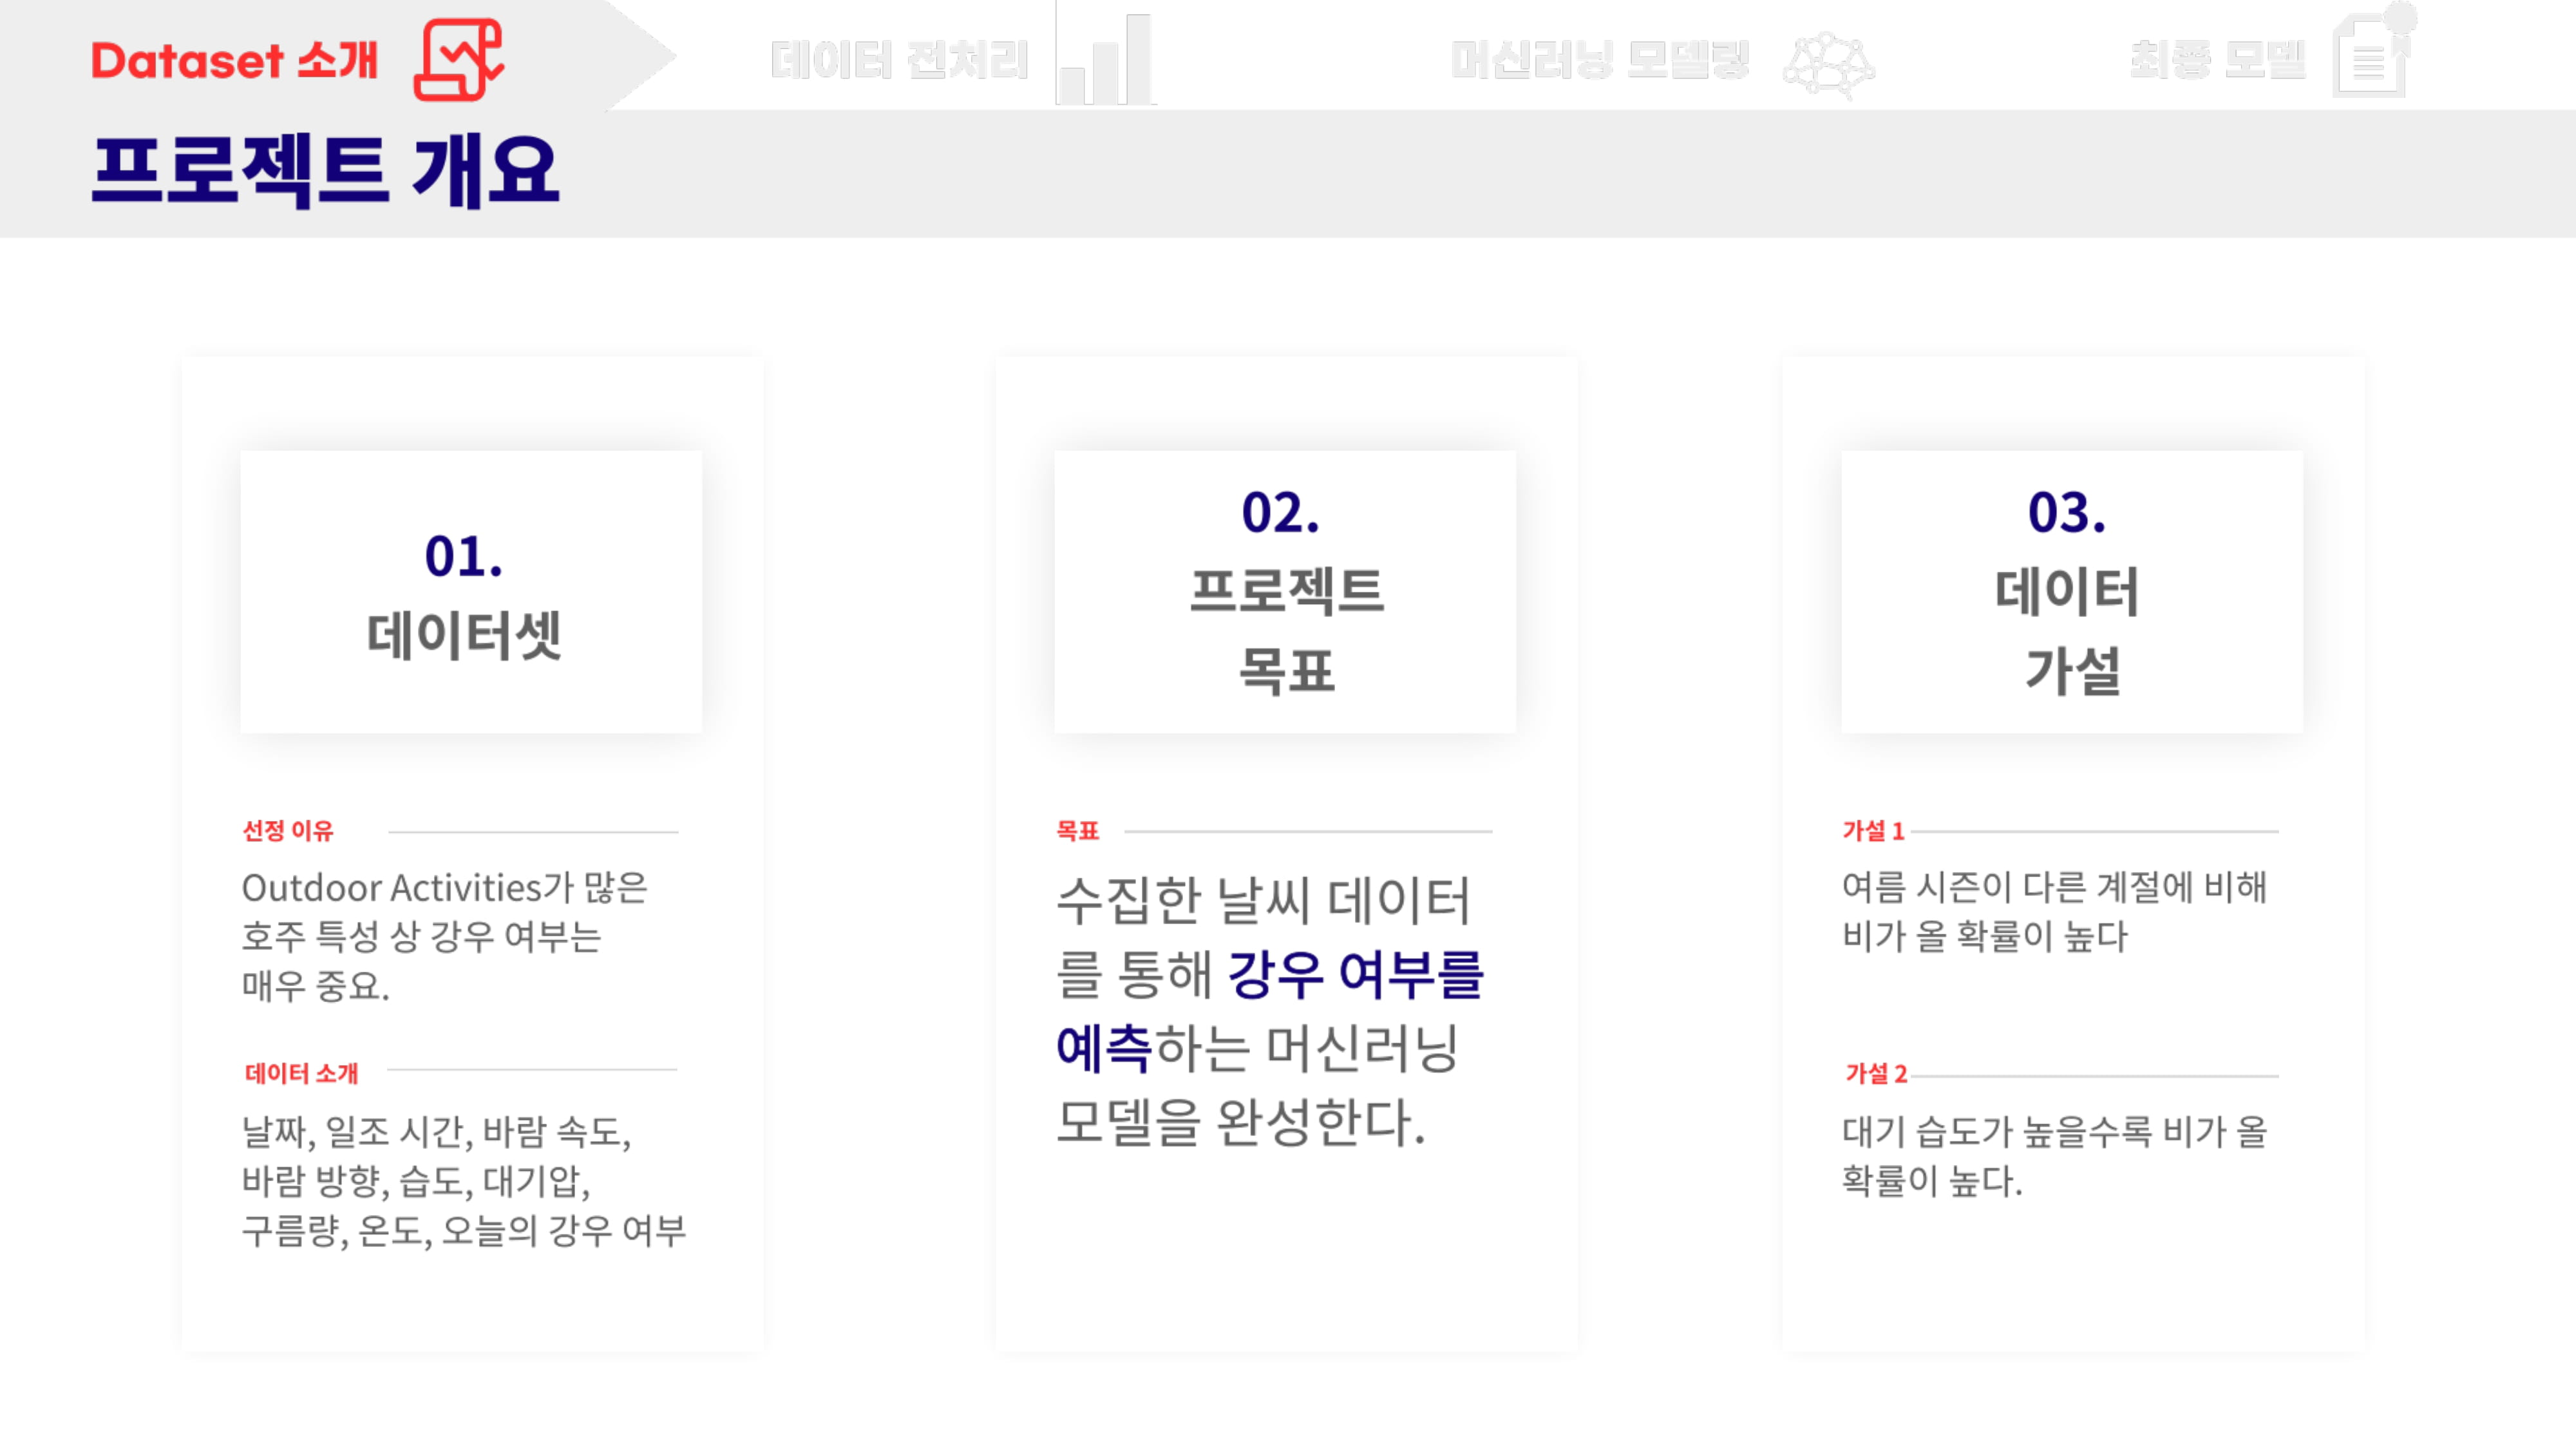 Dataset 소개
데이터 전처리
머신러닝 모델링
최종 모델
프로젝트 개요
01.
데이터셋
선정 이유
Outdoor Activities가 많은
호주 특성 상 강우 여부는
매우 중요.
데이터 소개
날짜, 일조 시간, 바람 속도,
바람 방향, 습도, 대기압,
구름량, 온도, 오늘의 강우 여부
02.
프로젝트
목표
목표
수집한 날씨 데이터
를 통해 강우 여부를
예측하는 머신러닝
모델을 완성한다.
03.
데이터
가설
가설 1
여름 시즌이 다른 계절에 비해
비가 올 확률이 높다
가설 2
대기 습도가 높을수록 비가 올
확률이 높다.